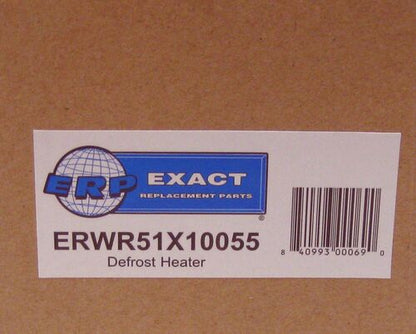 ERP EXACT
REPLACEMENT PARTS
®
ERWR51X10055
Defrost Heater
8 40993 00069 0